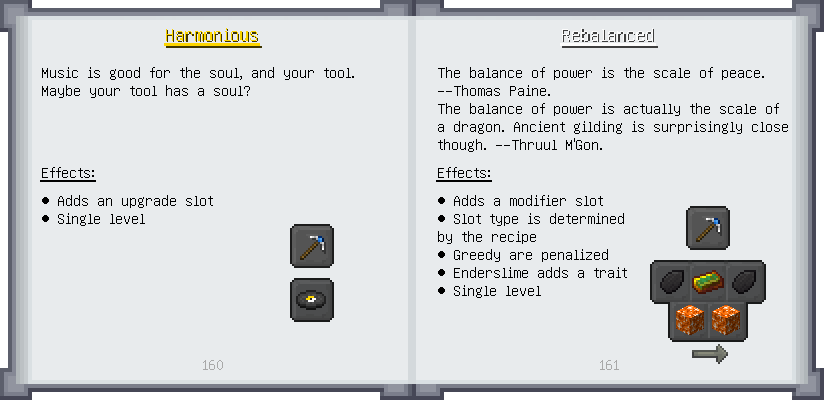 Harmonious
Music is good for the soul, and your tool.
Maybe your tool has a soul?
Effects:
● Adds an upgrade slot
● Single level
160
Rebalanced
The balance of power is the scale of peace.
--Thomas Paine.
The balance of power is actually the scale of
a dragon. Ancient gilding is surprisingly close
though. --Thruul M'Gon.
Effects:
● Adds a modifier slot
● Slot type is determined
by the recipe
● Greedy are penalized
● Enderslime adds a trait
● Single level
161